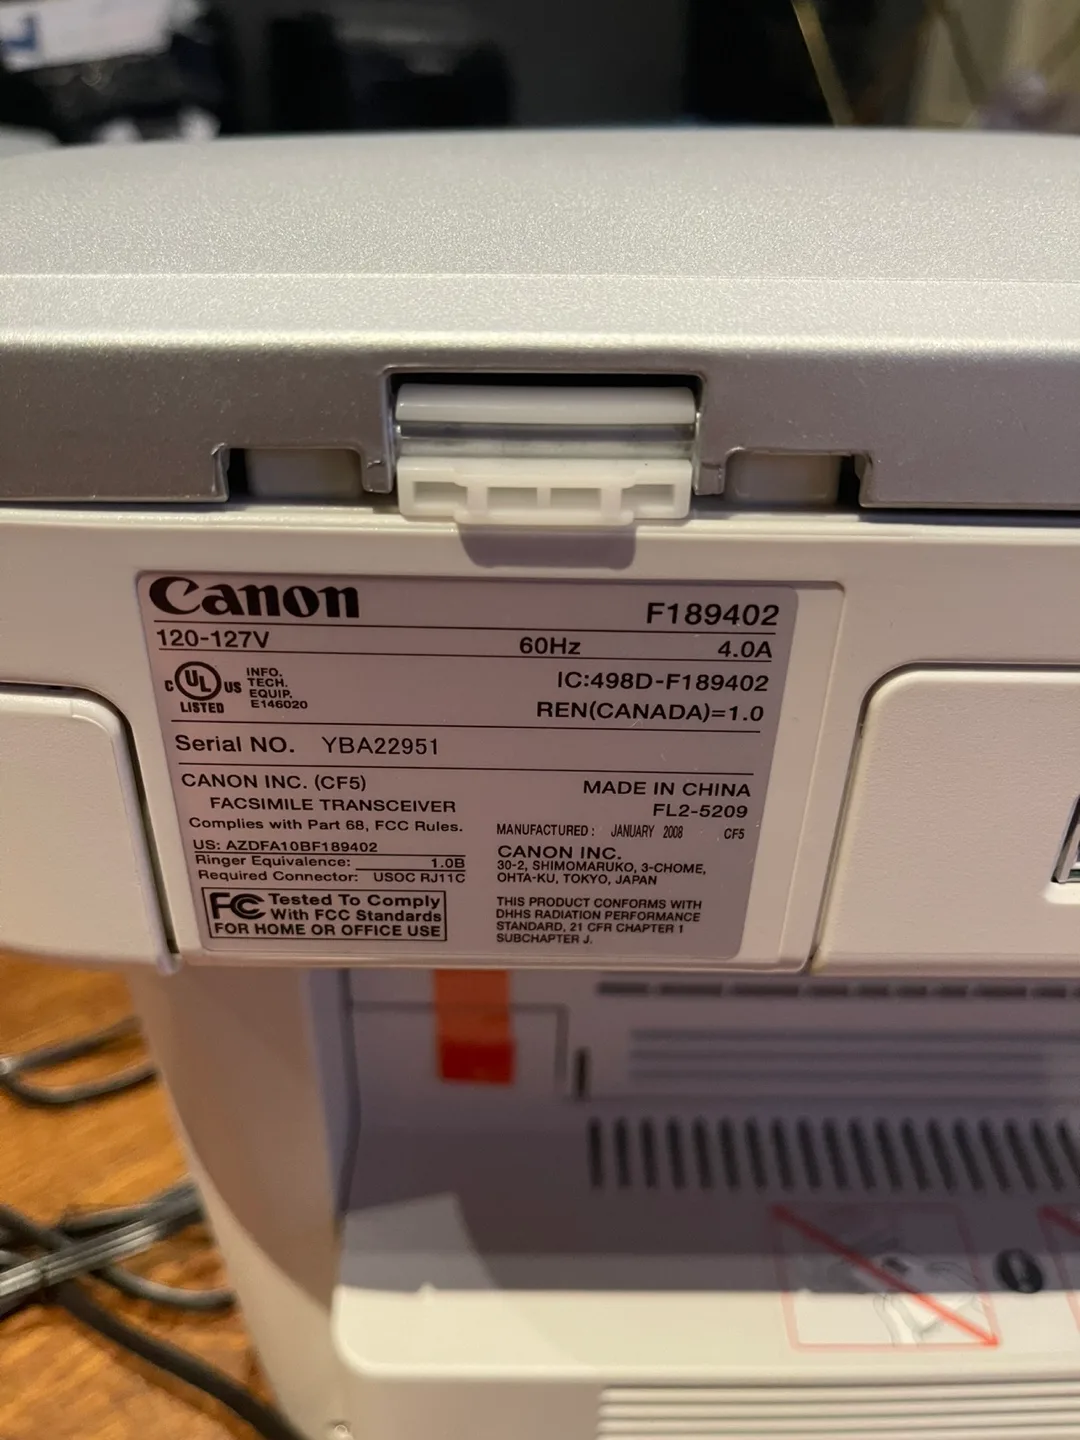 Canon
F189402
120-127V 60Hz 4.0A
C UL US
LISTED
INFO.
TECH.
EQUIP.
E146020
IC:498D-F189402
REN(CANADA)=1.0
Serial NO. YBA22951
CANON INC. (CF5)
FACSIMILE TRANSCEIVER
Complies with Part 68, FCC Rules.
US: AZDFA10BF189402
Ringer Equivalence: 1.0B
Required Connector: USOC RJ11C
FC Tested To Comply
With FCC Standards
FOR HOME OR OFFICE USE
MADE IN CHINA
FL2-5209
MANUFACTURED: JANUARY 2008 CF5
CANON INC.
30-2, SHIMOMARUKO, 3-CHOME,
OHTA-KU, TOKYO, JAPAN
THIS PRODUCT CONFORMS WITH
DHHS RADIATION PERFORMANCE
STANDARD, 21 CFR CHAPTER 1
SUBCHAPTER J.